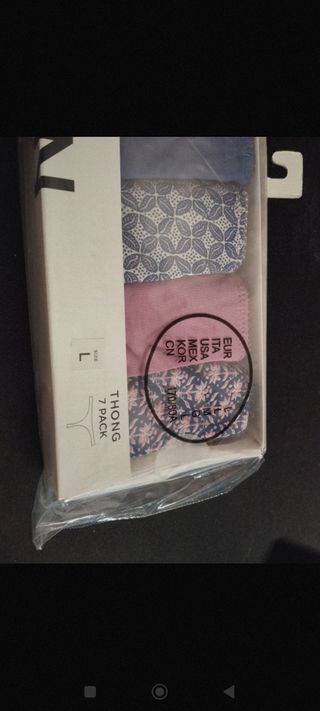 SIZE
L
THONG
7 PACK
EUR L
ITA L
USA M
MEX G
KOR L
CN